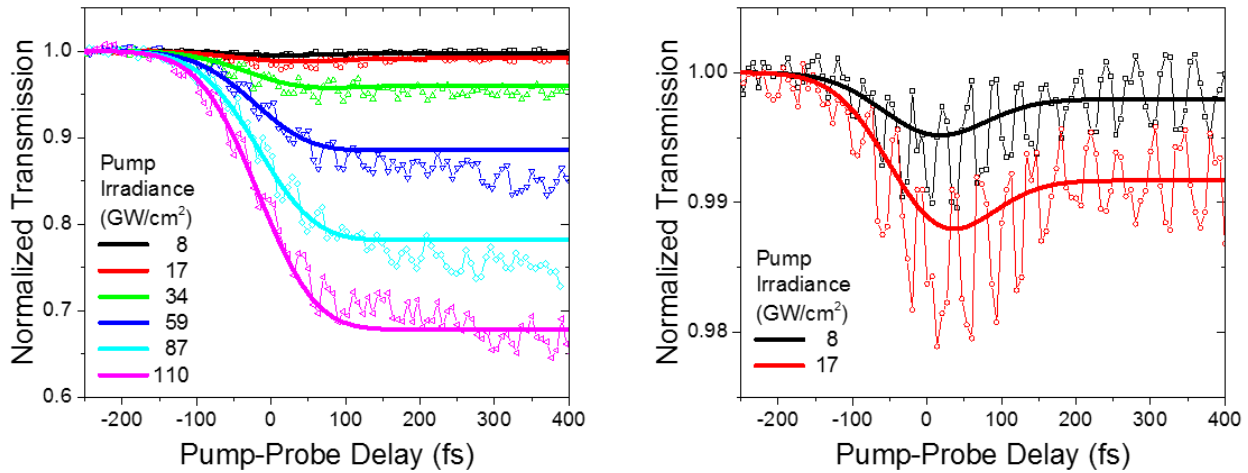 Normalized Transmission
1.0
0.9
0.8
0.7
0.6
Pump
Irradiance
(GW/cm²)
8
17
34
59
87
110
-200 -100 0 100 200 300 400
Pump-Probe Delay (fs)
Normalized Transmission
1.00
0.99
0.98
Pump
Irradiance
(GW/cm²)
8
17
-200 -100 0 100 200 300 400
Pump-Probe Delay (fs)